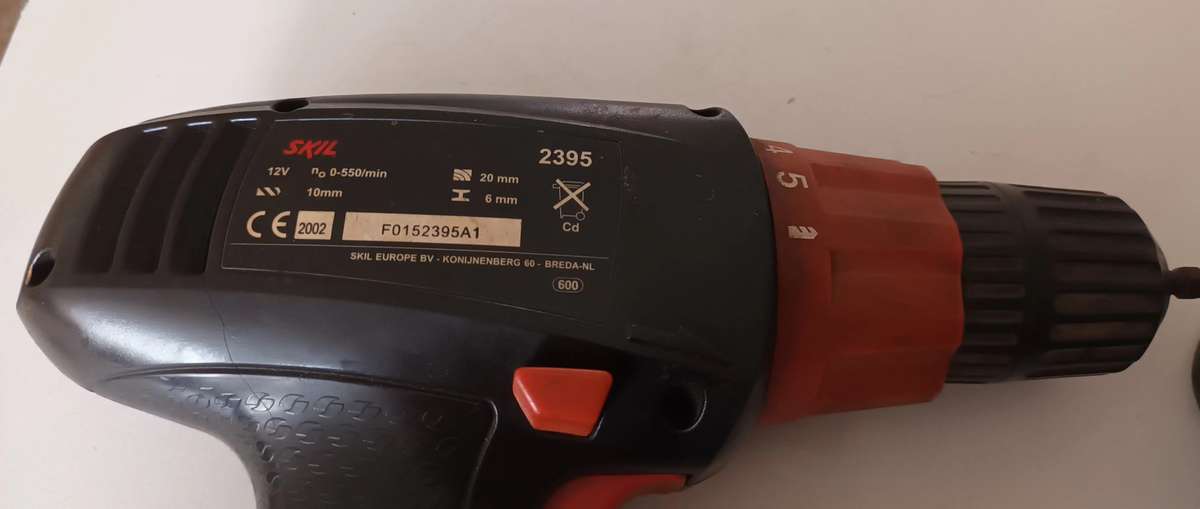 SKIL 2395
12V no 0-550/min 20 mm
10mm 6 mm
CE 2002 F0152395A1 Cd
SKIL EUROPE BV - KONIJNENBERG 60 - BREDA-NL
600
4
5